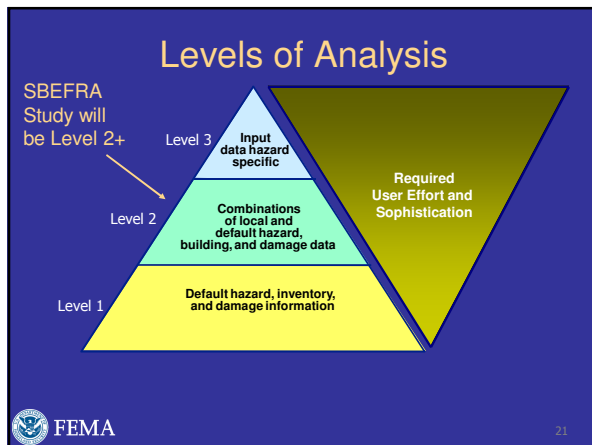 Levels of Analysis
SBEFRA
Study will
be Level 2+
Level 3
Input
data hazard
specific
Level 2
Combinations
of local and
default hazard,
building, and damage data
Level 1
Default hazard, inventory,
and damage information
Required
User Effort and
Sophistication
FEMA
21